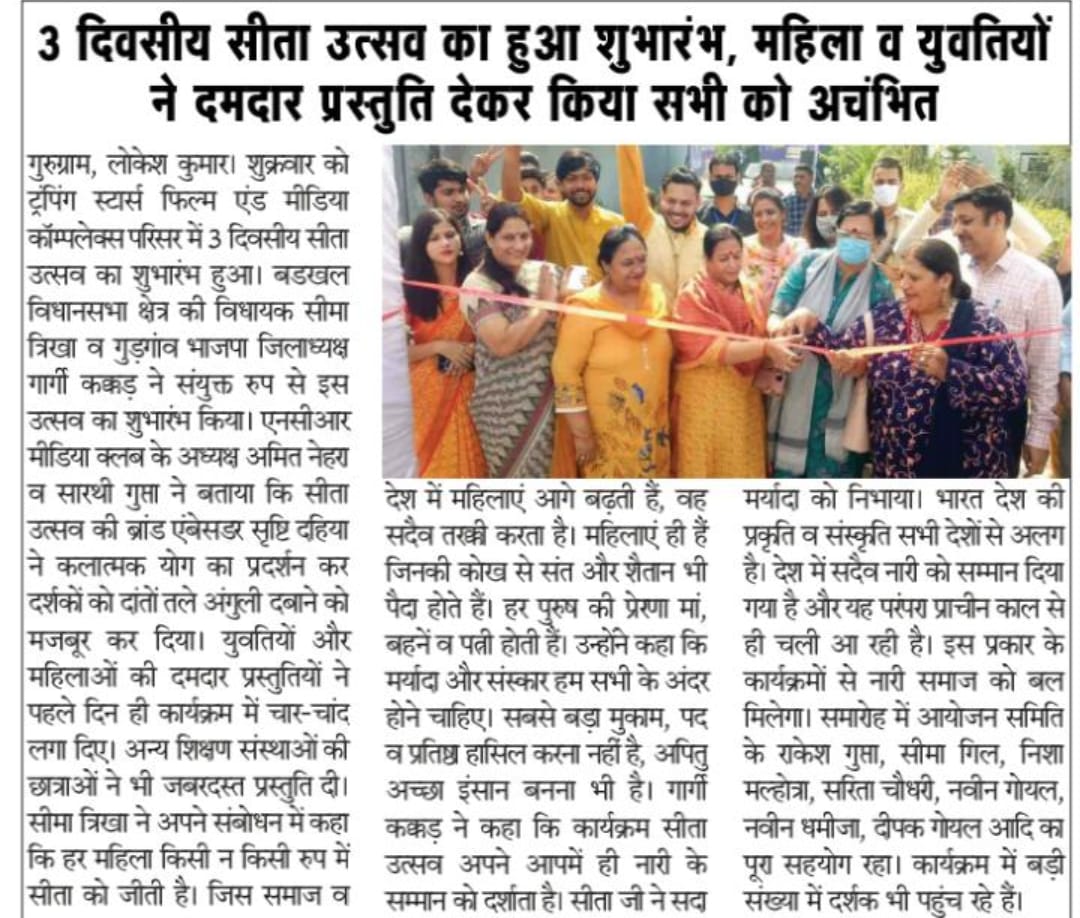 3 दिवसीय सीता उत्सव का हुआ शुभारंभ, महिला व युवतियों
ने दमदार प्रस्तुति देकर किया सभी को अचंभित
गुरुग्राम, लोकेश कुमार। शुक्रवार को
ट्रंपिंग स्टार्स फिल्म एंड मीडिया
कॉम्पलेक्स परिसर में 3 दिवसीय सीता
उत्सव का शुभारंभ हुआ। बडखल
विधानसभा क्षेत्र की विधायक सीमा
त्रिखा व गुड़गांव भाजपा जिलाध्यक्ष
गार्गी कक्कड़ ने संयुक्त रुप से इस
उत्सव का शुभारंभ किया। एनसीआर
मीडिया क्लब के अध्यक्ष अमित नेहरा
व सारथी गुप्ता ने बताया कि सीता
उत्सव की ब्रांड एंबेसडर सृष्टि दहिया
ने कलात्मक योग का प्रदर्शन कर
दर्शकों को दांतों तले अंगुली दबाने को
मजबूर कर दिया। युवतियों और
महिलाओं की दमदार प्रस्तुतियों ने
पहले दिन ही कार्यक्रम में चार-चांद
लगा दिए। अन्य शिक्षण संस्थाओं की
छात्राओं ने भी जबरदस्त प्रस्तुति दी।
सीमा त्रिखा ने अपने संबोधन में कहा
कि हर महिला किसी न किसी रुप में
सीता को जीती है। जिस समाज व
देश में महिलाएं आगे बढ़ती हैं, वह
सदैव तरक्की करता है। महिलाएं ही हैं
जिनकी कोख से संत और शैतान भी
पैदा होते हैं। हर पुरुष की प्रेरणा मां,
बहनें व पत्नी होती हैं। उन्होंने कहा कि
मर्यादा और संस्कार हम सभी के अंदर
होने चाहिए। सबसे बड़ा मुकाम, पद
व प्रतिष्ठा हासिल करना नहीं है, अपितु
अच्छा इंसान बनना भी है। गार्गी
कक्कड़ ने कहा कि कार्यक्रम सीता
उत्सव अपने आपमें ही नारी के
सम्मान को दर्शाता है। सीता जी ने सदा
मर्यादा को निभाया। भारत देश की
प्रकृति व संस्कृति सभी देशों से अलग
है। देश में सदैव नारी को सम्मान दिया
गया है और यह परंपरा प्राचीन काल से
ही चली आ रही है। इस प्रकार के
कार्यक्रमों से नारी समाज को बल
मिलेगा। समारोह में आयोजन समिति
के राकेश गुप्ता, सीमा गिल, निशा
मल्होत्रा, सरिता चौधरी, नवीन गोयल,
नवीन धमीजा, दीपक गोयल आदि का
पूरा सहयोग रहा। कार्यक्रम में बड़ी
संख्या में दर्शक भी पहुंच रहे हैं।